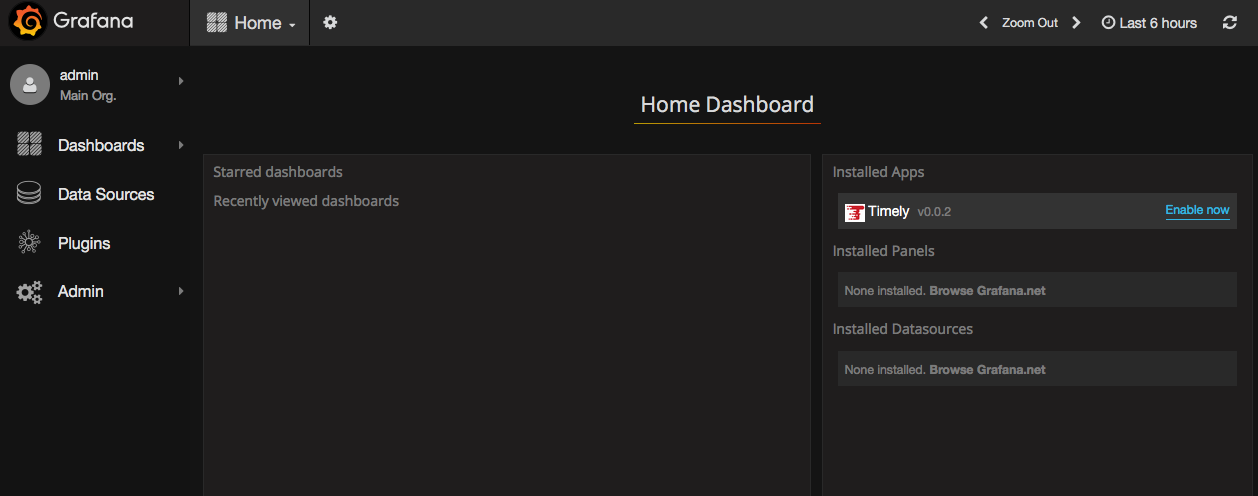 Grafana
Home
Zoom Out
Last 6 hours
admin
Main Org.
Dashboards
Data Sources
Plugins
Admin
Home Dashboard
Starred dashboards
Recently viewed dashboards
Installed Apps
Timely v0.0.2 Enable now
Installed Panels
None installed. Browse Grafana.net
Installed Datasources
None installed. Browse Grafana.net